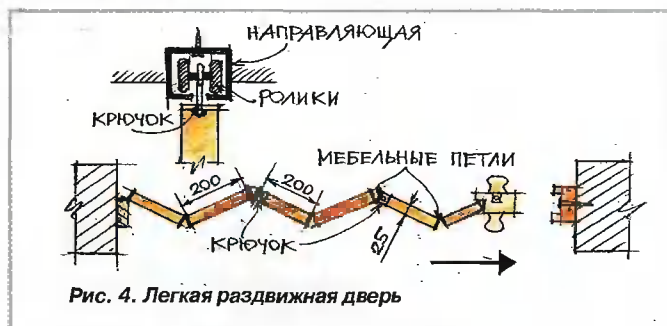 НАПРАВЛЯЮЩАЯ
РОЛИКИ
КРЮЧОК
МЕБЕЛЬНЫЕ ПЕТЛИ
200
200
КРЮЧОК
25
Рис. 4. Легкая раздвижная дверь